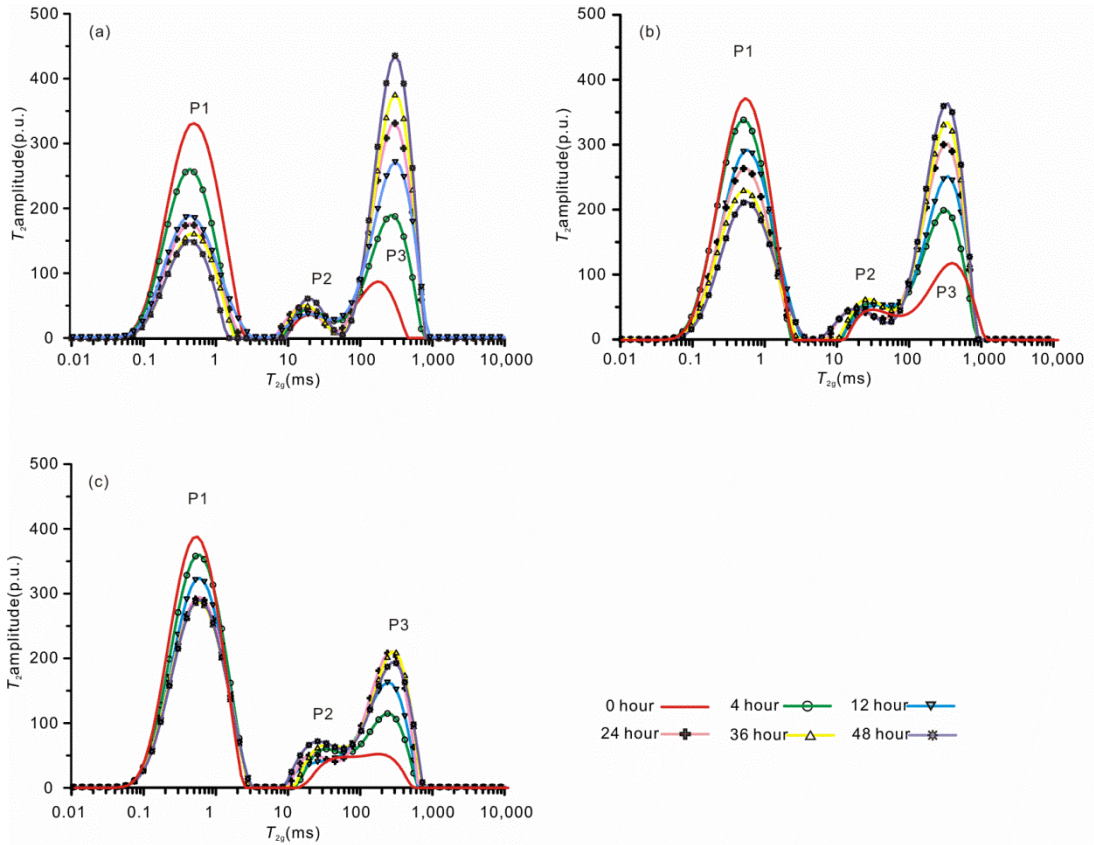 (a)
500
400
300
200
100
0
T₂amplitude(p.u.)
P1
P2
P3
0.01 0.1 1 10 100 1,000 10,000
T₂g(ms)
(b)
500
400
300
200
100
0
T₂amplitude(p.u.)
P1
P2
P3
0.01 0.1 1 10 100 1,000 10,000
T₂g(ms)
(c)
500
400
300
200
100
0
T₂amplitude(p.u.)
P1
P2
P3
0.01 0.1 1 10 100 1,000 10,000
T₂g(ms)
0 hour 4 hour 12 hour
24 hour 36 hour 48 hour